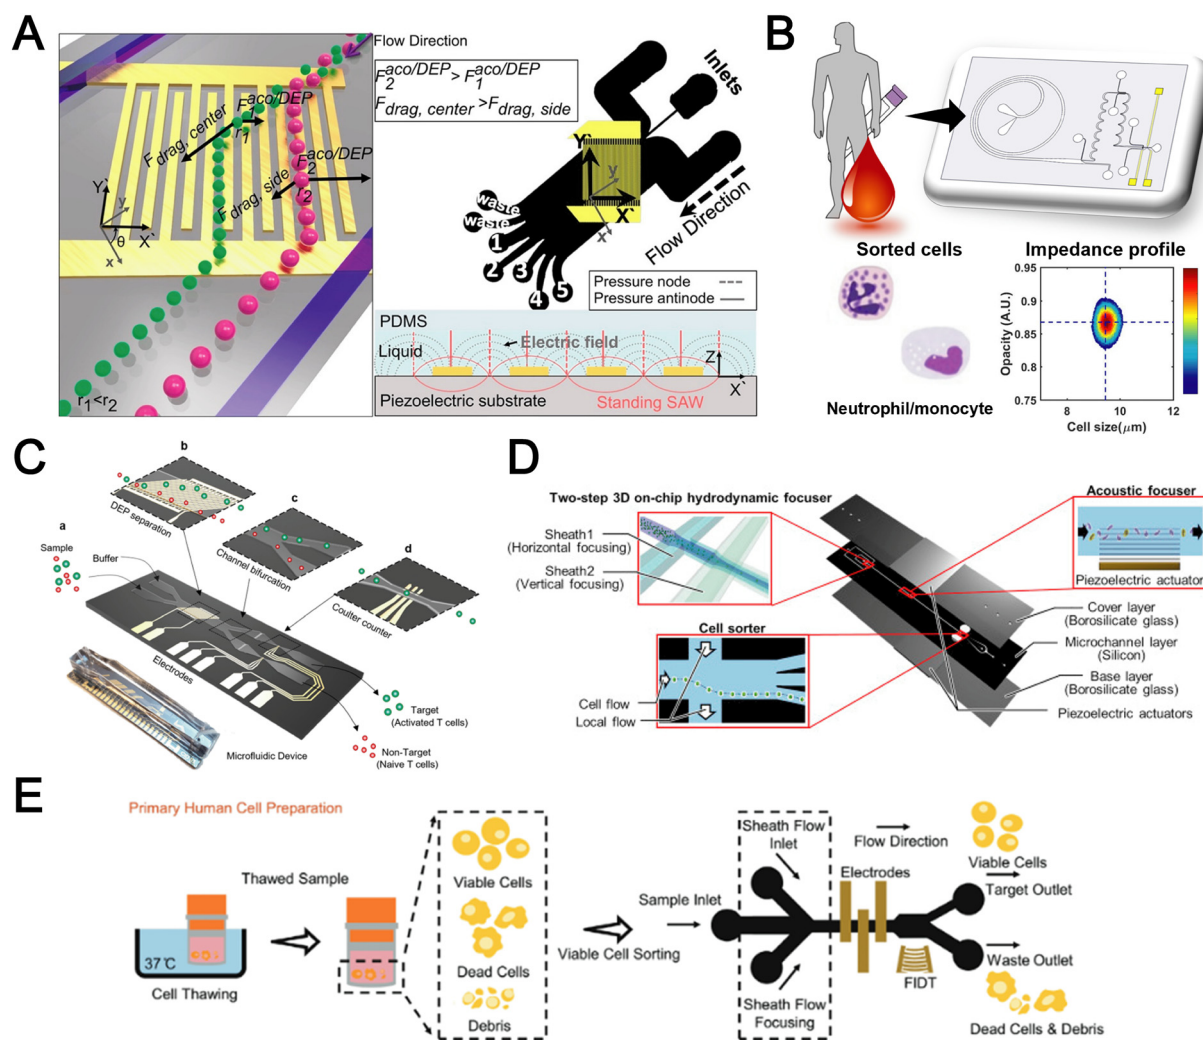 A
Flow Direction
F2^aco/DEP > F1^aco/DEP
Fdrag, center >Fdrag, side
F1^aco/DEP
r1
Fdrag, center
F2^aco/DEP
r2
Fdrag, side
Y`
y
X`
θ
x
r1<r2
Inlets
Y`
y
X`
x
Flow Direction
waste
waste
1
2
3
4
5
Pressure node
Pressure antinode
PDMS
Liquid
Electric field
Z
X`
Piezoelectric substrate
Standing SAW
B
Sorted cells
Neutrophil/monocyte
Impedance profile
Opacity (A.U.)
0.95
0.9
0.85
0.8
0.75
8
10
12
Cell size(μm)
C
a
Sample
Buffer
b
DEP separation
c
Channel bifurcation
d
Coulter counter
Electrodes
Microfluidic Device
Target
(Activated T cells)
Non-Target
(Naive T cells)
D
Two-step 3D on-chip hydrodynamic focuser
Sheath1
(Horizontal focusing)
Sheath2
(Vertical focusing)
Cell sorter
Cell flow
Local flow
Acoustic focuser
Piezoelectric actuator
Cover layer
(Borosilicate glass)
Microchannel layer
(Silicon)
Base layer
(Borosilicate glass)
Piezoelectric actuators
E
Primary Human Cell Preparation
37℃
Cell Thawing
Thawed Sample
Viable Cells
Dead Cells
Debris
Viable Cell Sorting
Sample Inlet
Sheath Flow
Inlet
Sheath Flow
Focusing
Flow Direction
Electrodes
FIDT
Viable Cells
Target Outlet
Waste Outlet
Dead Cells & Debris